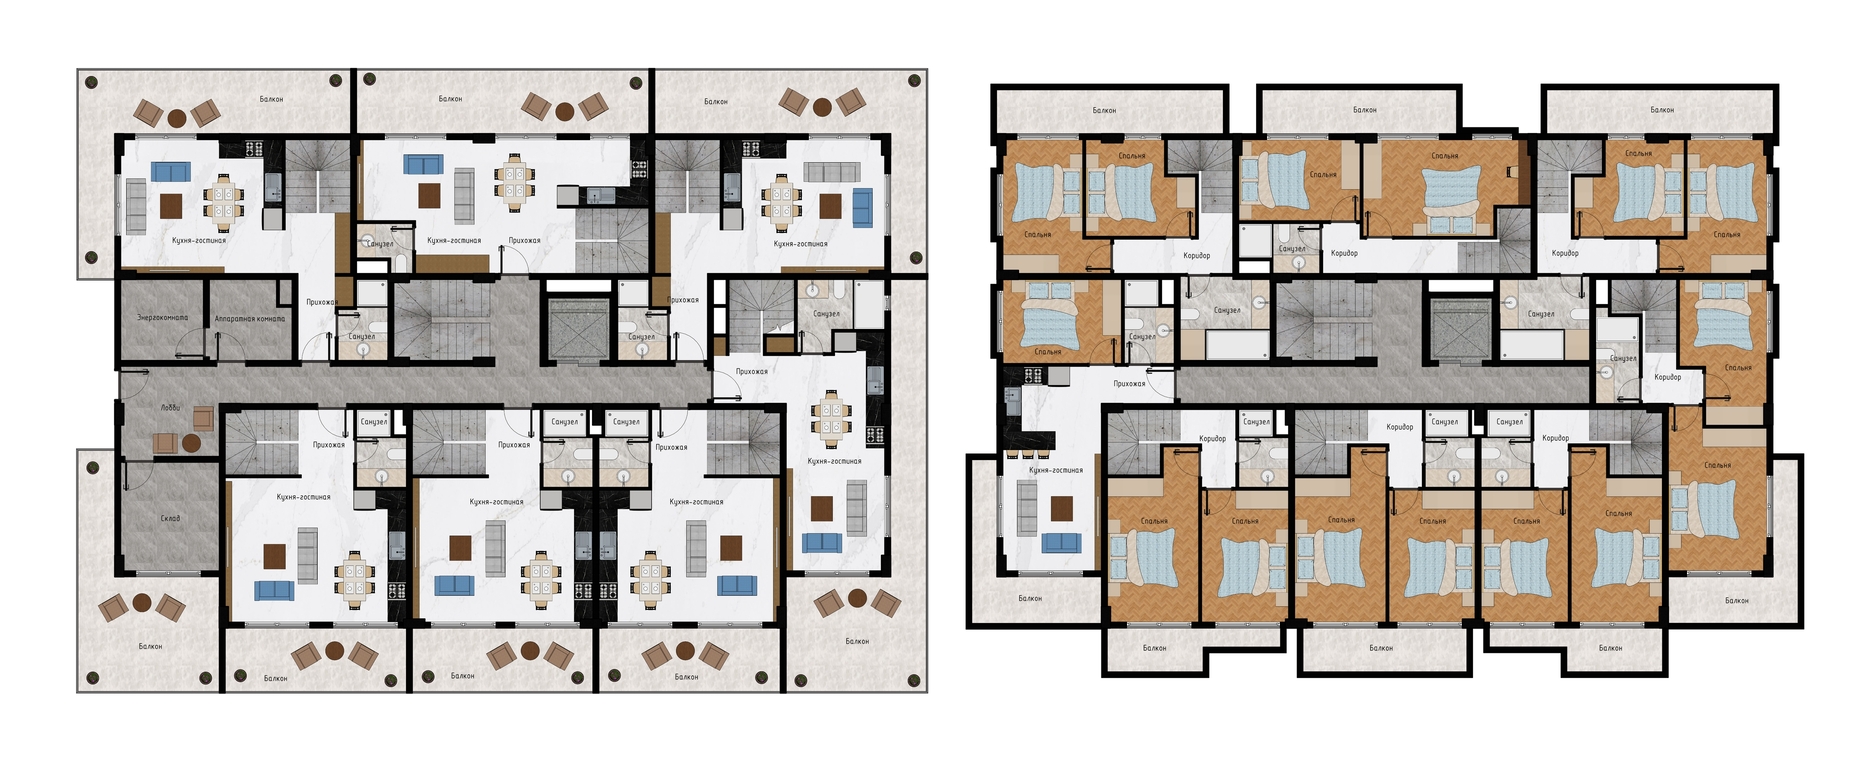 Балкон
Балкон
Балкон
Кухня-гостиная
Санузел
Кухня-гостиная
Прихожая
Кухня-гостиная
Энергокомната
Аппаратная комната
Прихожая
Санузел
Прихожая
Санузел
Санузел
Прихожая
Лобби
Прихожая
Санузел
Прихожая
Санузел
Санузел
Прихожая
Кухня-гостиная
Склад
Кухня-гостиная
Кухня-гостиная
Кухня-гостиная
Балкон
Балкон
Балкон
Балкон
Балкон
Балкон
Балкон
Балкон
Спальня
Спальня
Спальня
Спальня
Спальня
Спальня
Спальня
Коридор
Санузел
Коридор
Коридор
Спальня
Санузел
Санузел
Санузел
Санузел
Спальня
Прихожая
Коридор
Коридор
Санузел
Коридор
Санузел
Санузел
Коридор
Кухня-гостиная
Спальня
Спальня
Спальня
Спальня
Спальня
Спальня
Спальня
Балкон
Балкон
Балкон
Балкон
Балкон